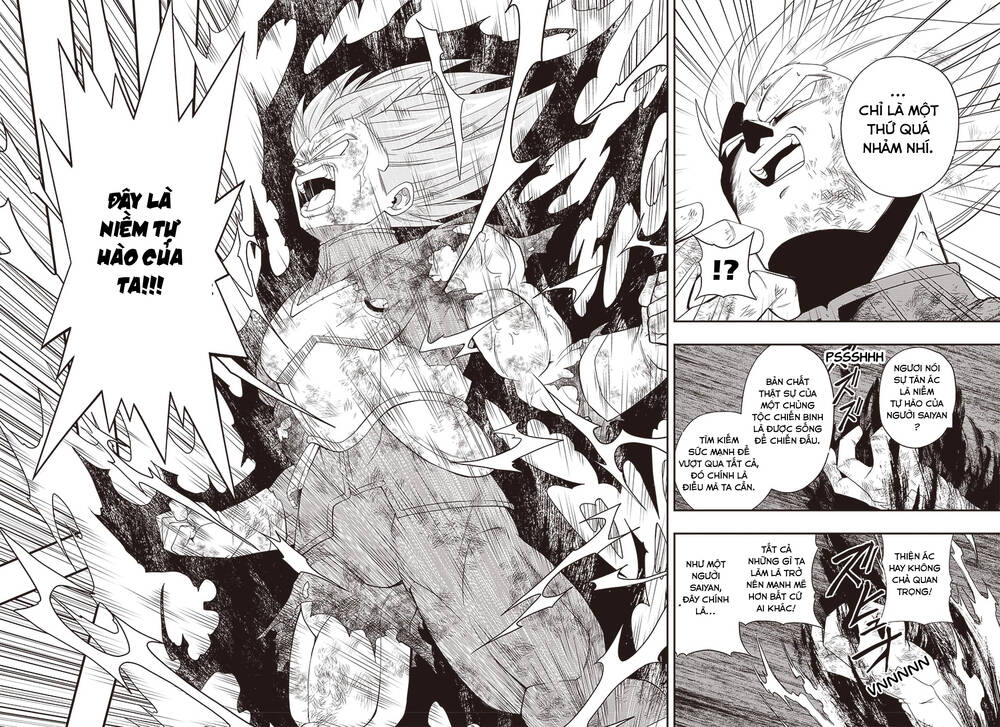 ...
CHỈ LÀ MỘT
THỨ QUÁ
NHẢM NHÍ.
!?
NGƯƠI NÓI
SỰ TÀN ÁC
LÀ NIỀM
TỰ HÀO CỦA
NGƯỜI SAIYAN
?
PSSSHHH
BẢN CHẤT
THẬT SỰ CỦA
MỘT CHỦNG
TỘC CHIẾN BINH
LÀ ĐƯỢC SỐNG
ĐỂ CHIẾN ĐẤU.
TÌM KIẾM
SỨC MẠNH ĐỂ
VƯỢT QUA TẤT CẢ,
ĐÓ CHÍNH LÀ
ĐIỀU MÀ TA CẦN.
THIỆN ÁC
HAY KHÔNG
CHẢ QUAN
TRỌNG!
TẤT CẢ
NHỮNG GÌ TA
LÀM LÀ TRỞ
NÊN MẠNH MẼ
HƠN BẤT CỨ
AI KHÁC!
NHƯ MỘT
NGƯỜI
SAIYAN,
ĐÂY CHÍNH
LÀ...
VNNNNN
ĐÂY LÀ
NIỀM TỰ
HÀO CỦA
TA!!!